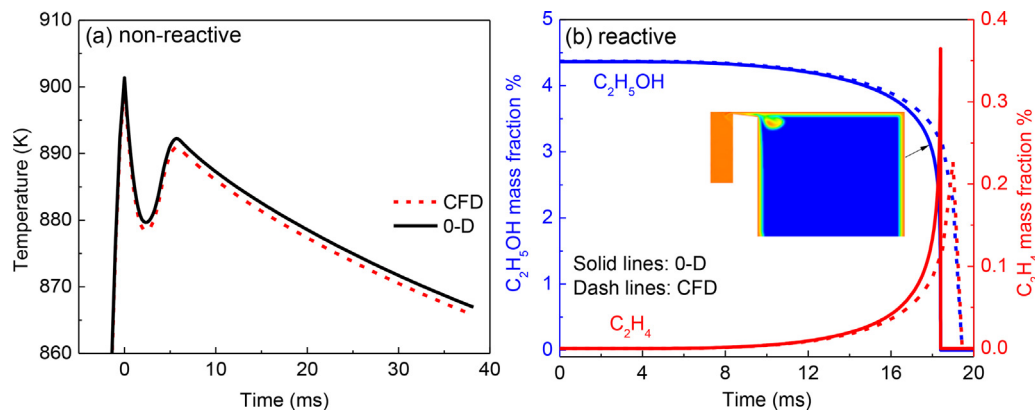 (a) non-reactive
910
900
890
880
870
860
Temperature (K)
CFD
0-D
0
10
20
30
40
Time (ms)
(b) reactive
5
4
3
2
1
0
C₂H₅OH mass fraction %
C₂H₅OH
Solid lines: 0-D
Dash lines: CFD
C₂H₄
0
4
8
12
16
20
Time (ms)
0.4
0.3
0.2
0.1
0.0
C₂H₄ mass fraction %